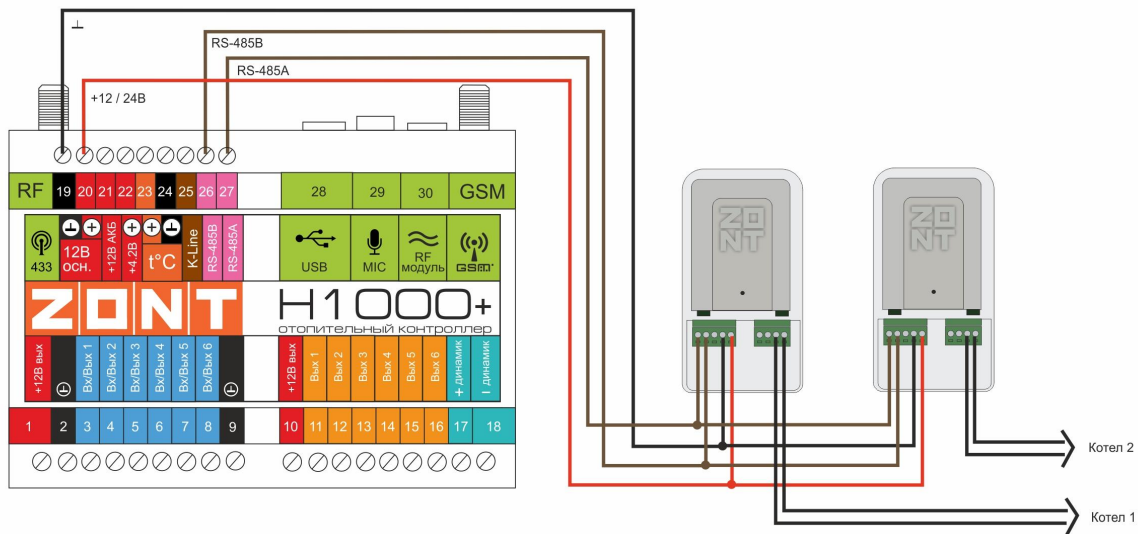 ⊥
RS-485B
RS-485A
+12 / 24В
RF 19 20 21 22 23 24 25 26 27 28 29 30 GSM
433
12В
осн.
+12В АКБ
+4.2В
t°C
K-Line
RS-485B
RS-485A
USB
MIC
RF
модуль
GSM
ZONT
H1000+
отопительный контроллер
+12В вых
Вх/Вых 1
Вх/Вых 2
Вх/Вых 3
Вх/Вых 4
Вх/Вых 5
Вх/Вых 6
+12В вых
Вых 1
Вых 2
Вых 3
Вых 4
Вых 5
Вых 6
+ динамик
– динамик
1 2 3 4 5 6 7 8 9 10 11 12 13 14 15 16 17 18
ZO
NT
ZO
NT
Котел 2
Котел 1